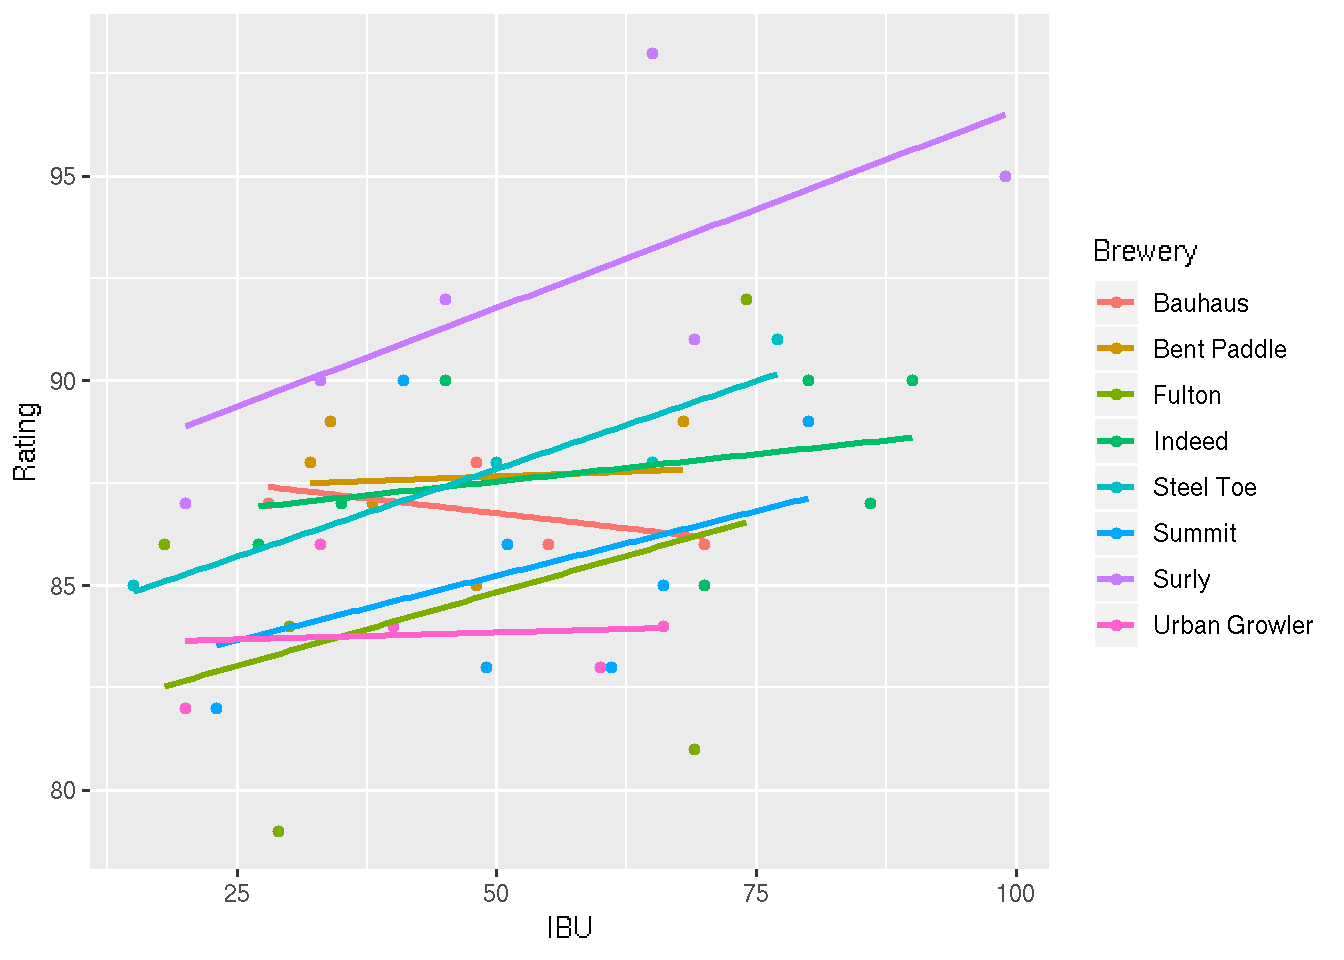 95
90
85
80
Rating
25 50 75 100
IBU
Brewery
Bauhaus
Bent Paddle
Fulton
Indeed
Steel Toe
Summit
Surly
Urban Growler